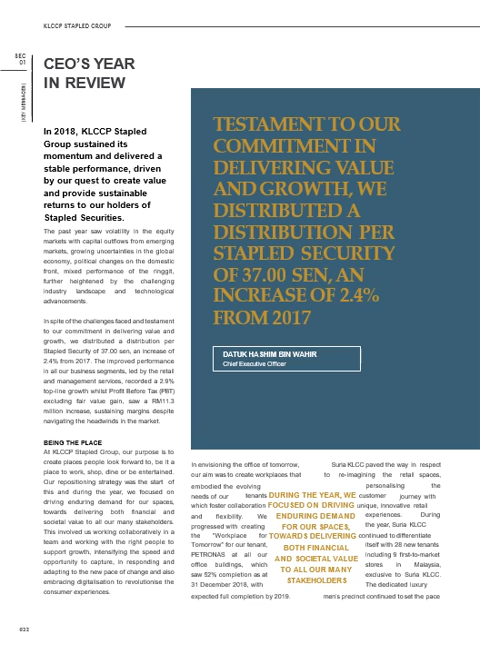 KLCCP STAPLED GROUP
SEC
01
KEY MESSAGES
CEO'S YEAR
IN REVIEW
In 2018, KLCCP Stapled
Group sustained its
momentum and delivered a
stable performance, driven
by our quest to create value
and provide sustainable
returns to our holders of
Stapled Securities.
The past year saw volatility in the equity
markets with capital outflows from emerging
markets, growing uncertainties in the global
economy, political changes on the domestic
front, mixed performance of the ringgit,
further heightened by the challenging
industry landscape and technological
advancements.
In spite of the challenges faced and testament
to our commitment in delivering value and
growth, we distributed a distribution per
Stapled Security of 37.00 sen, an increase of
2.4% from 2017. The improved performance
in all our business segments, led by the retail
and management services, recorded a 2.9%
top-line growth whilst Profit Before Tax (PBT)
excluding fair value gain, saw a RM11.3
million increase, sustaining margins despite
navigating the headwinds in the market.
BEING THE PLACE
At KLCCP Stapled Group, our purpose is to
create places people look forward to, be it a
place to work, shop, dine or be entertained.
Our repositioning strategy was the start of
this and during the year, we focused on
driving enduring demand for our spaces,
towards delivering both financial and
societal value to all our many stakeholders.
This involved us working collaboratively in a
team and working with the right people to
support growth, intensifying the speed and
opportunity to capture, in responding and
adapting to the new pace of change and also
embracing digitalisation to revolutionise the
consumer experiences.
TESTAMENT TO OUR
COMMITMENT IN
DELIVERING VALUE
AND GROWTH, WE
DISTRIBUTED A
DISTRIBUTION PER
STAPLED SECURITY
OF 37.00 SEN, AN
INCREASE OF 2.4%
FROM 2017
DATUK HASHIM BIN WAHIR
Chief Executive Officer
In envisioning the office of tomorrow,
our aim was to create workplaces that
embodied the evolving
needs of our tenants
which foster collaboration
and flexibility. We
progressed with creating
the "Workplace for
Tomorrow" for our tenant,
PETRONAS at all our
office buildings, which
saw 52% completion as at
31 December 2018, with
expected full completion by 2019.
DURING THE YEAR, WE
FOCUSED ON DRIVING
ENDURING DEMAND
FOR OUR SPACES,
TOWARDS DELIVERING
BOTH FINANCIAL
AND SOCIETAL VALUE
TO ALL OUR MANY
STAKEHOLDERS
Suria KLCC paved the way in respect
to re-imagining the retail spaces,
personalising the
customer journey with
unique, innovative retail
experiences. During
the year, Suria KLCC
continued to differentiate
itself with 28 new tenants
including 9 first-to-market
stores in Malaysia,
exclusive to Suria KLCC.
The dedicated luxury
men's precinct continued to set the pace
022